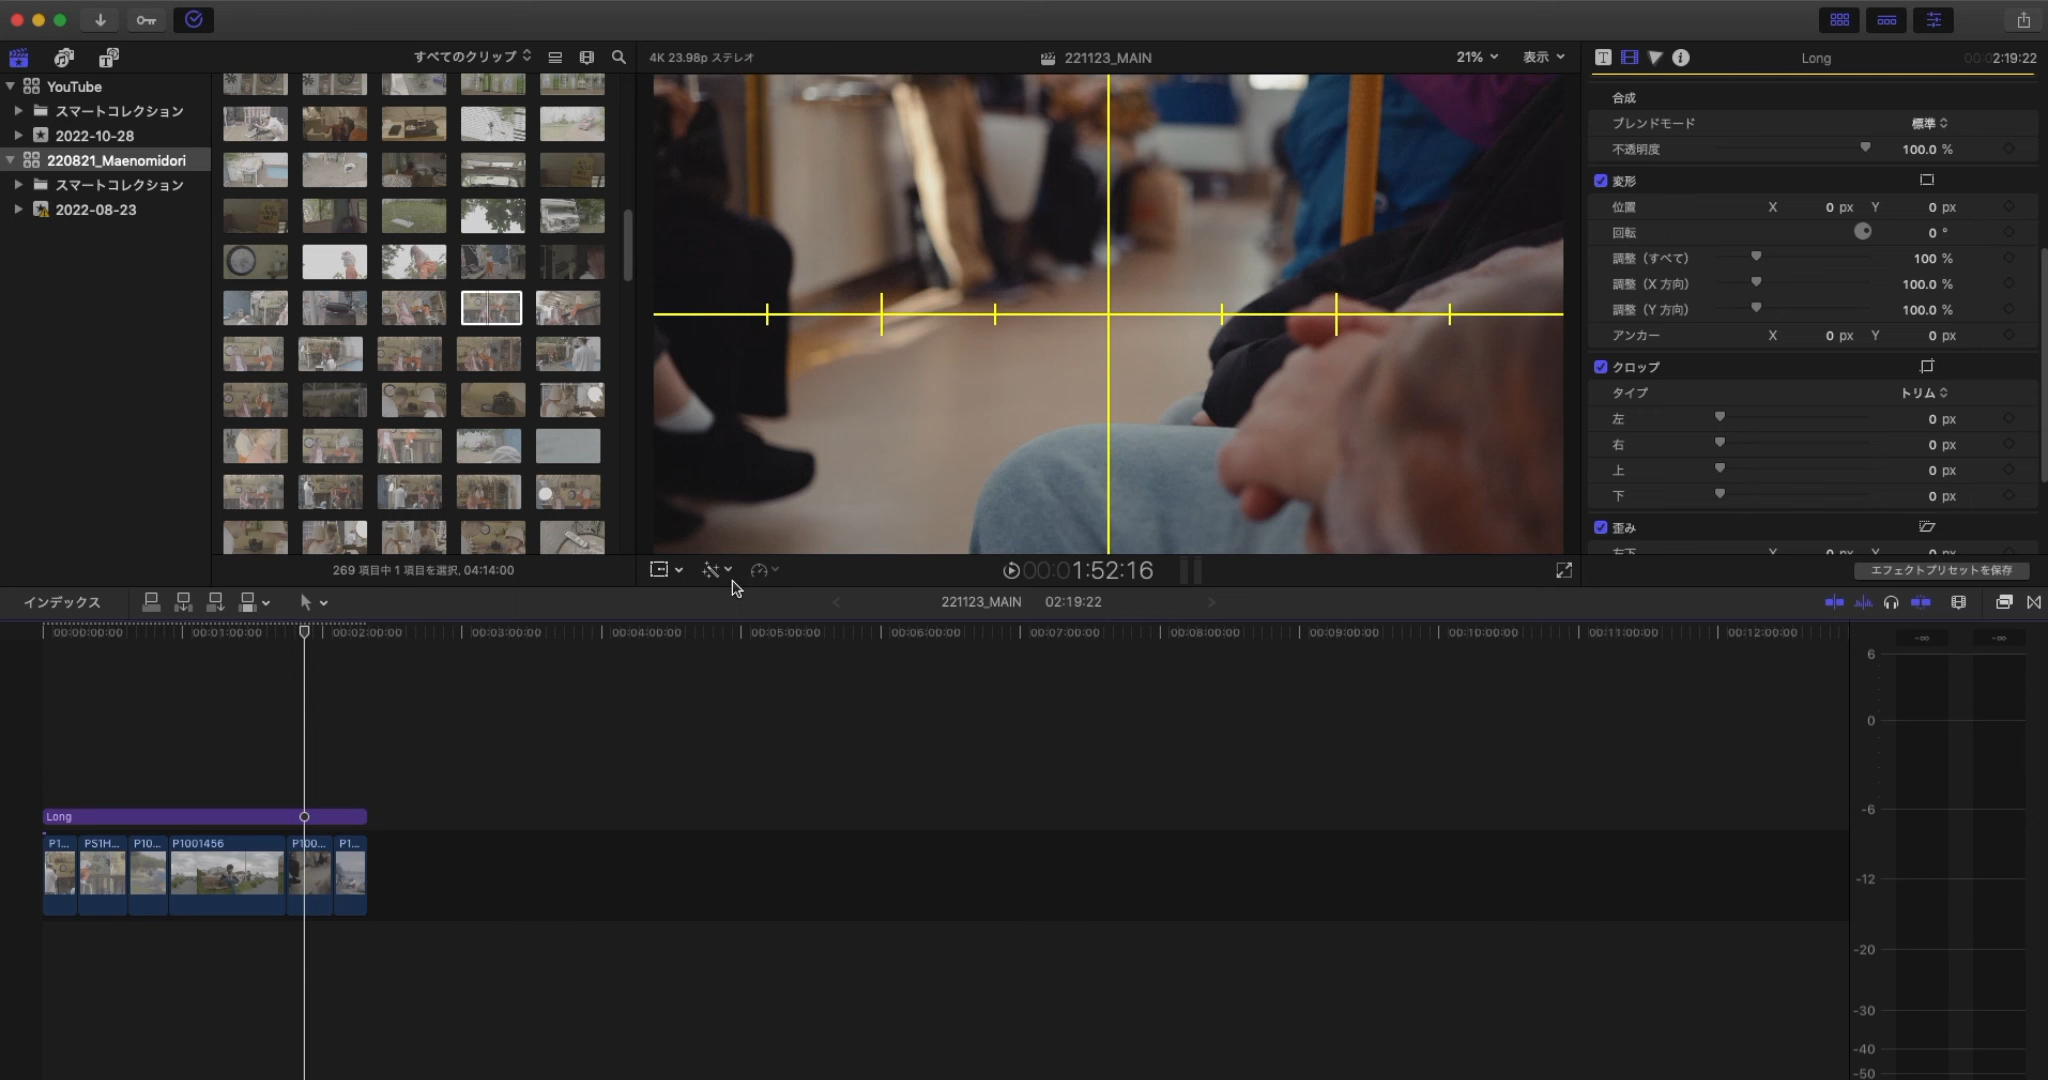 すべてのクリップ
4K 23.98p ステレオ
221123_MAIN
21%
表示
Long
00:02:19:22
YouTube
スマートコレクション
2022-10-28
220821_Maenomidori
スマートコレクション
2022-08-23
合成
ブレンドモード 標準
不透明度 100.0 %
変形
位置 X 0 px Y 0 px
回転 0 °
調整（すべて） 100 %
調整（X 方向） 100.0 %
調整（Y 方向） 100.0 %
アンカー X 0 px Y 0 px
クロップ
タイプ トリム
左 0 px
右 0 px
上 0 px
下 0 px
歪み
左下 X 0 px Y 0 px
269 項目中 1 項目を選択, 04:14:00
00:01:52:16
エフェクトプリセットを保存
インデックス
221123_MAIN 02:19:22
00:00:00:00 00:01:00:00 00:02:00:00 00:03:00:00 00:04:00:00 00:05:00:00 00:06:00:00 00:07:00:00 00:08:00:00 00:09:00:00 00:10:00:00 00:11:00:00 00:12:00:00
-∞ -∞
6
0
-6
-12
-20
-30
-40
-50
Long
P1... PS1H... P10... P1001456 P100... P1...